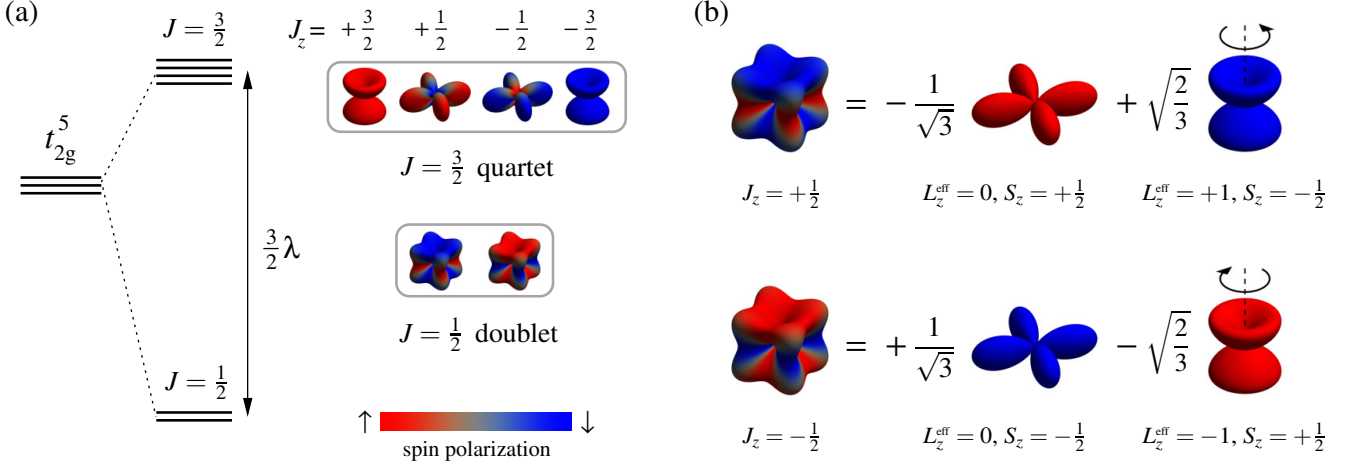 (a)
J = 3/2
J_z = +3/2 +1/2 −1/2 −3/2
t_{2g}^5
J = 3/2 quartet
3/2 λ
J = 1/2 doublet
J = 1/2
↑ ↓
spin polarization
(b)
= − 1/√3 + √(2/3)
J_z = +1/2 L_z^{eff} = 0, S_z = +1/2 L_z^{eff} = +1, S_z = −1/2
= + 1/√3 − √(2/3)
J_z = −1/2 L_z^{eff} = 0, S_z = −1/2 L_z^{eff} = −1, S_z = +1/2